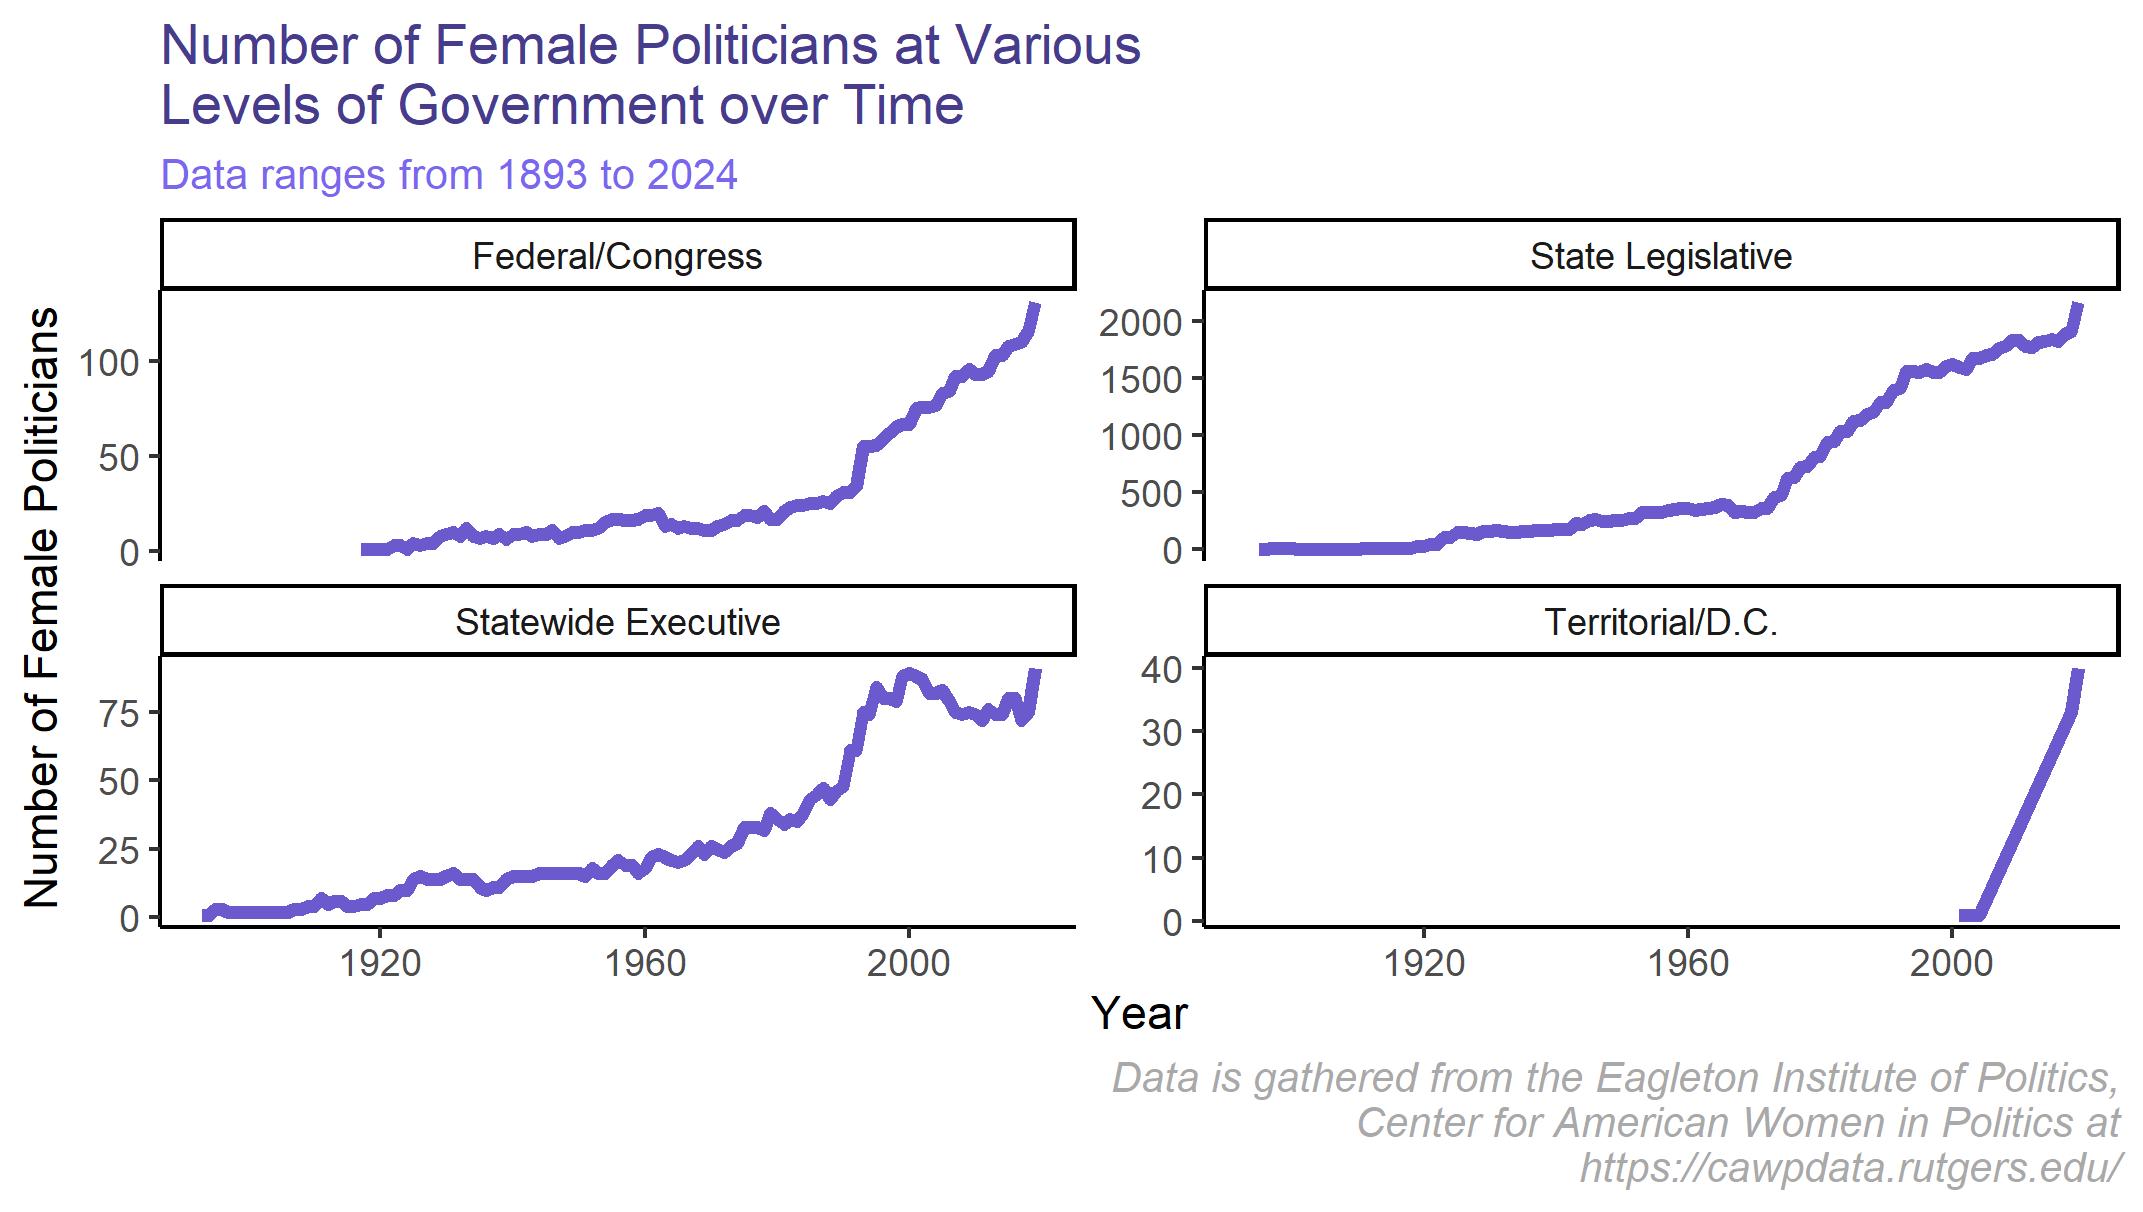 Number of Female Politicians at Various
Levels of Government over Time
Data ranges from 1893 to 2024
Number of Female Politicians
Federal/Congress
100
50
0
State Legislative
2000
1500
1000
500
0
Statewide Executive
75
50
25
0
1920 1960 2000
Territorial/D.C.
40
30
20
10
0
1920 1960 2000
Year
Data is gathered from the Eagleton Institute of Politics,
Center for American Women in Politics at
https://cawpdata.rutgers.edu/